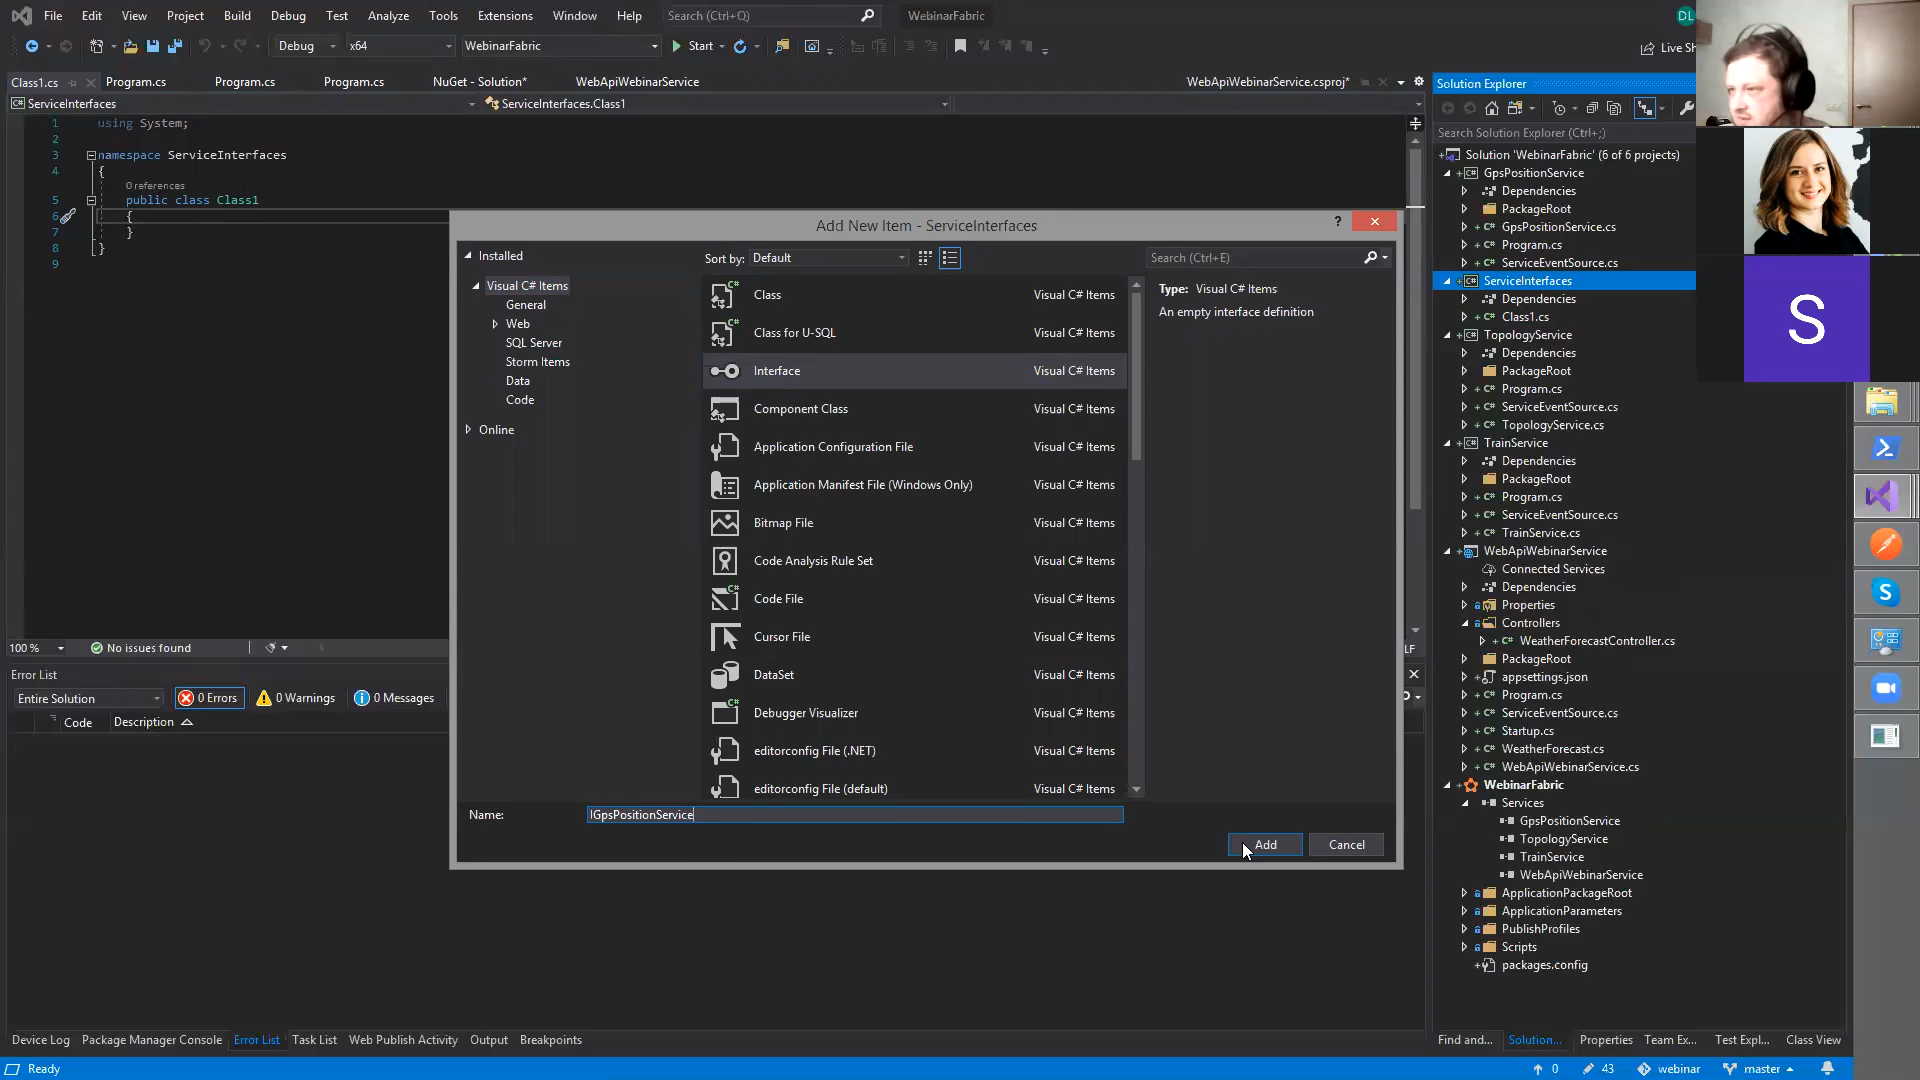 File Edit View Project Build Debug Test Analyze Tools Extensions Window Help Search (Ctrl+Q) WebinarFabric DL
Debug x64 WebinarFabric Start Live Sh
Class1.cs Program.cs Program.cs Program.cs NuGet - Solution* WebApiWebinarService WebApiWebinarService.csproj*
ServiceInterfaces ServiceInterfaces.Class1
1 using System;
2
3 namespace ServiceInterfaces
4 {
0 references
5 public class Class1
6 {
7 }
8 }
9
100 % No issues found LF
Error List
Entire Solution 0 Errors 0 Warnings 0 Messages
Code Description
Add New Item - ServiceInterfaces ?
Installed
Visual C# Items
General
Web
SQL Server
Storm Items
Data
Code
Online
Sort by: Default
Search (Ctrl+E)
Class Visual C# Items
Class for U-SQL Visual C# Items
Interface Visual C# Items
Component Class Visual C# Items
Application Configuration File Visual C# Items
Application Manifest File (Windows Only) Visual C# Items
Bitmap File Visual C# Items
Code Analysis Rule Set Visual C# Items
Code File Visual C# Items
Cursor File Visual C# Items
DataSet Visual C# Items
Debugger Visualizer Visual C# Items
editorconfig File (.NET) Visual C# Items
editorconfig File (default) Visual C# Items
Type: Visual C# Items
An empty interface definition
Name: IGpsPositionService
Add Cancel
Solution Explorer
Search Solution Explorer (Ctrl+;)
Solution 'WebinarFabric' (6 of 6 projects)
GpsPositionService
Dependencies
PackageRoot
GpsPositionService.cs
Program.cs
ServiceEventSource.cs
ServiceInterfaces
Dependencies
Class1.cs
TopologyService
Dependencies
PackageRoot
Program.cs
ServiceEventSource.cs
TopologyService.cs
TrainService
Dependencies
PackageRoot
Program.cs
ServiceEventSource.cs
TrainService.cs
WebApiWebinarService
Connected Services
Dependencies
Properties
Controllers
WeatherForecastController.cs
PackageRoot
appsettings.json
Program.cs
ServiceEventSource.cs
Startup.cs
WeatherForecast.cs
WebApiWebinarService.cs
WebinarFabric
Services
GpsPositionService
TopologyService
TrainService
WebApiWebinarService
ApplicationPackageRoot
ApplicationParameters
PublishProfiles
Scripts
packages.config
S
Device Log Package Manager Console Error List Task List Web Publish Activity Output Breakpoints
Find and... Solution... Properties Team Ex... Test Expl... Class View
Ready 0 43 webinar master